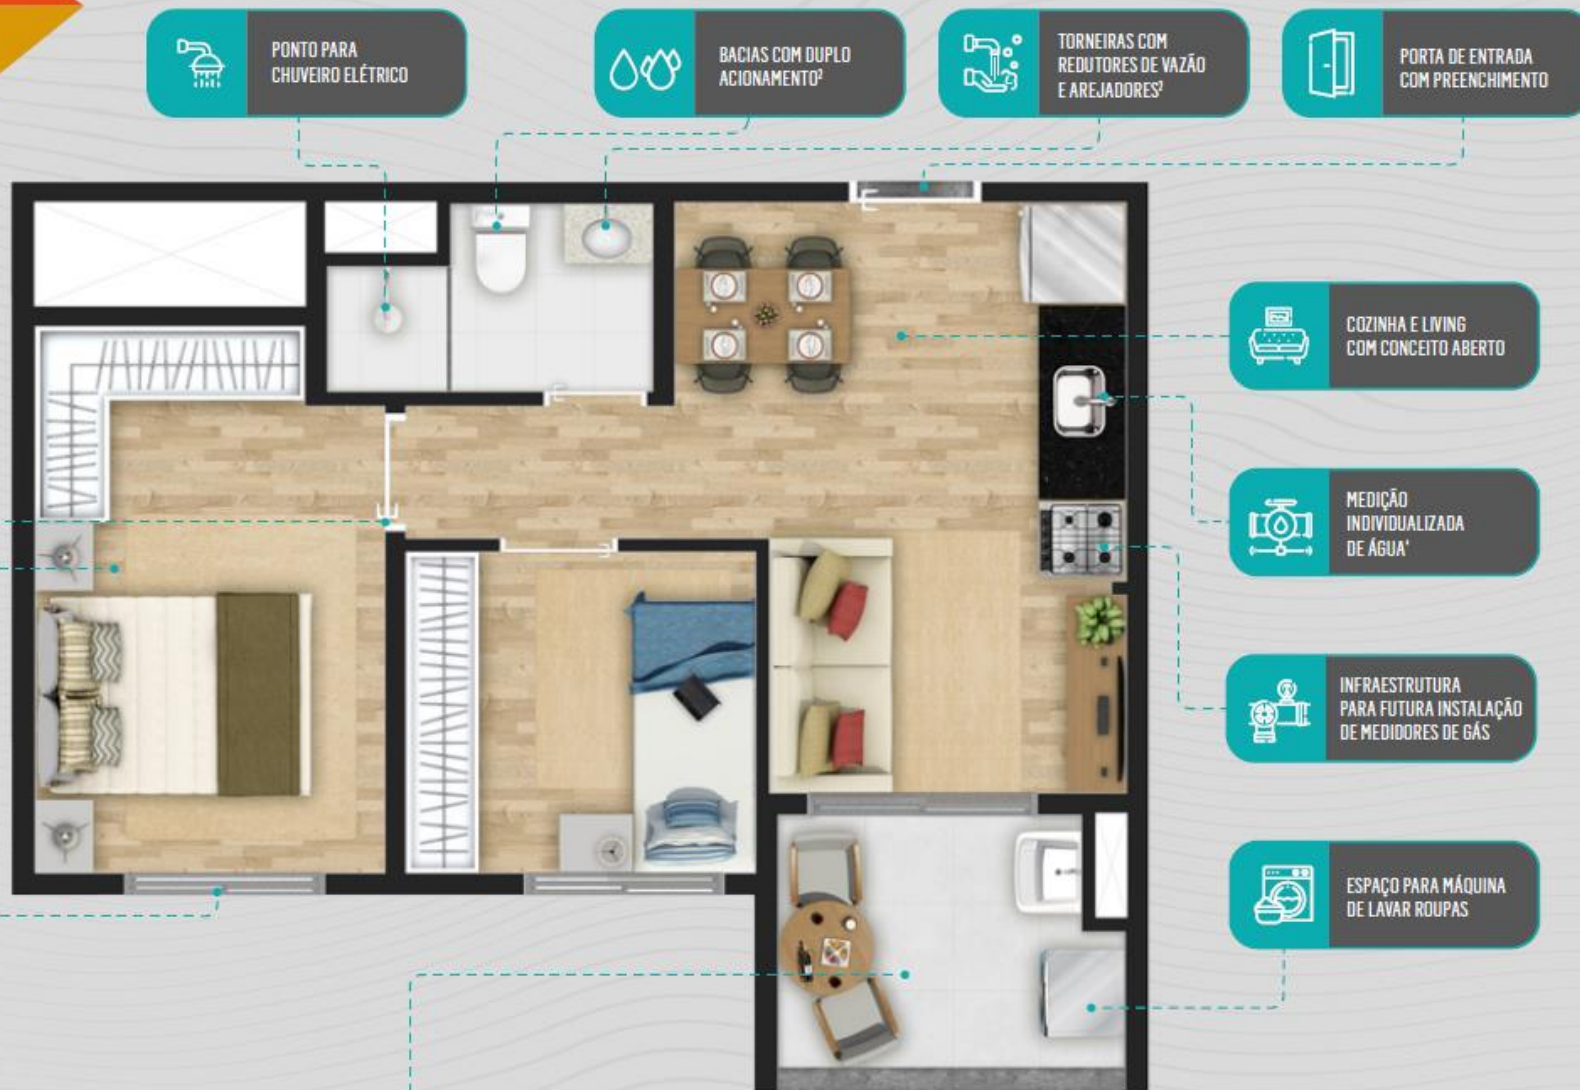 PONTO PARA
CHUVEIRO ELÉTRICO
BACIAS COM DUPLO
ACIONAMENTO²
TORNEIRAS COM
REDUTORES DE VAZÃO
E AREJADORES²
PORTA DE ENTRADA
COM PREENCHIMENTO
COZINHA E LIVING
COM CONCEITO ABERTO
MEDIÇÃO
INDIVIDUALIZADA
DE ÁGUA¹
INFRAESTRUTURA
PARA FUTURA INSTALAÇÃO
DE MEDIDORES DE GÁS
ESPAÇO PARA MÁQUINA
DE LAVAR ROUPAS